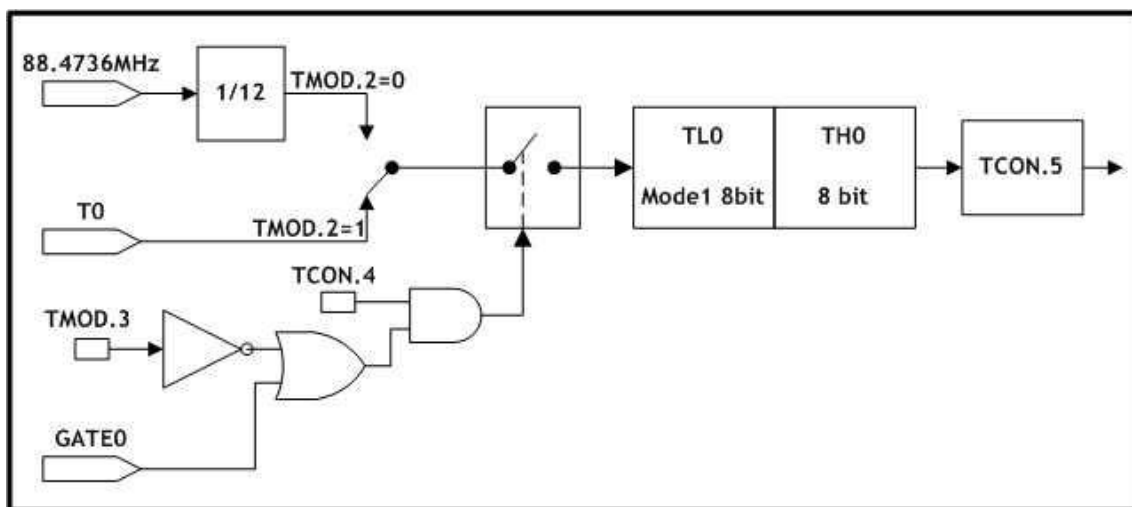 88.4736MHz
1/12
TMOD.2=0
T0
TMOD.2=1
TL0
Mode1 8bit
TH0
8 bit
TCON.5
TCON.4
TMOD.3
GATE0